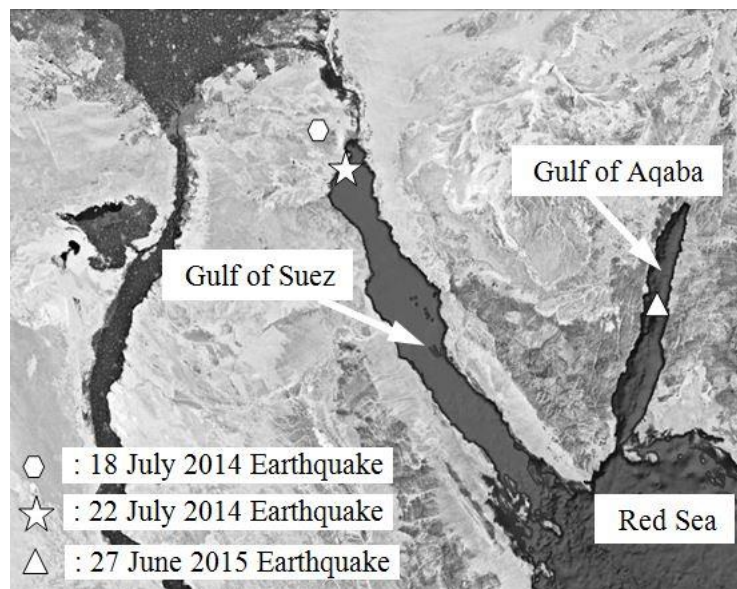 Gulf of Aqaba
Gulf of Suez
: 18 July 2014 Earthquake
: 22 July 2014 Earthquake
Red Sea
: 27 June 2015 Earthquake